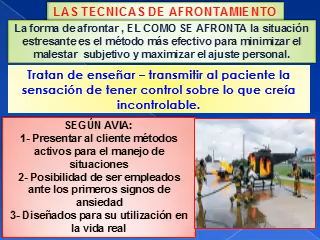 LAS TECNICAS DE AFRONTAMIENTO
La forma de afrontar , EL COMO SE AFRONTA la situación
estresante es el método más efectivo para minimizar el
malestar subjetivo y maximizar el ajuste personal.
Tratan de enseñar – transmitir al paciente la
sensación de tener control sobre lo que creía
incontrolable.
SEGÚN AVIA:
1- Presentar al cliente métodos
activos para el manejo de
situaciones
2- Posibilidad de ser empleados
ante los primeros signos de
ansiedad
3- Diseñados para su utilización en
la vida real